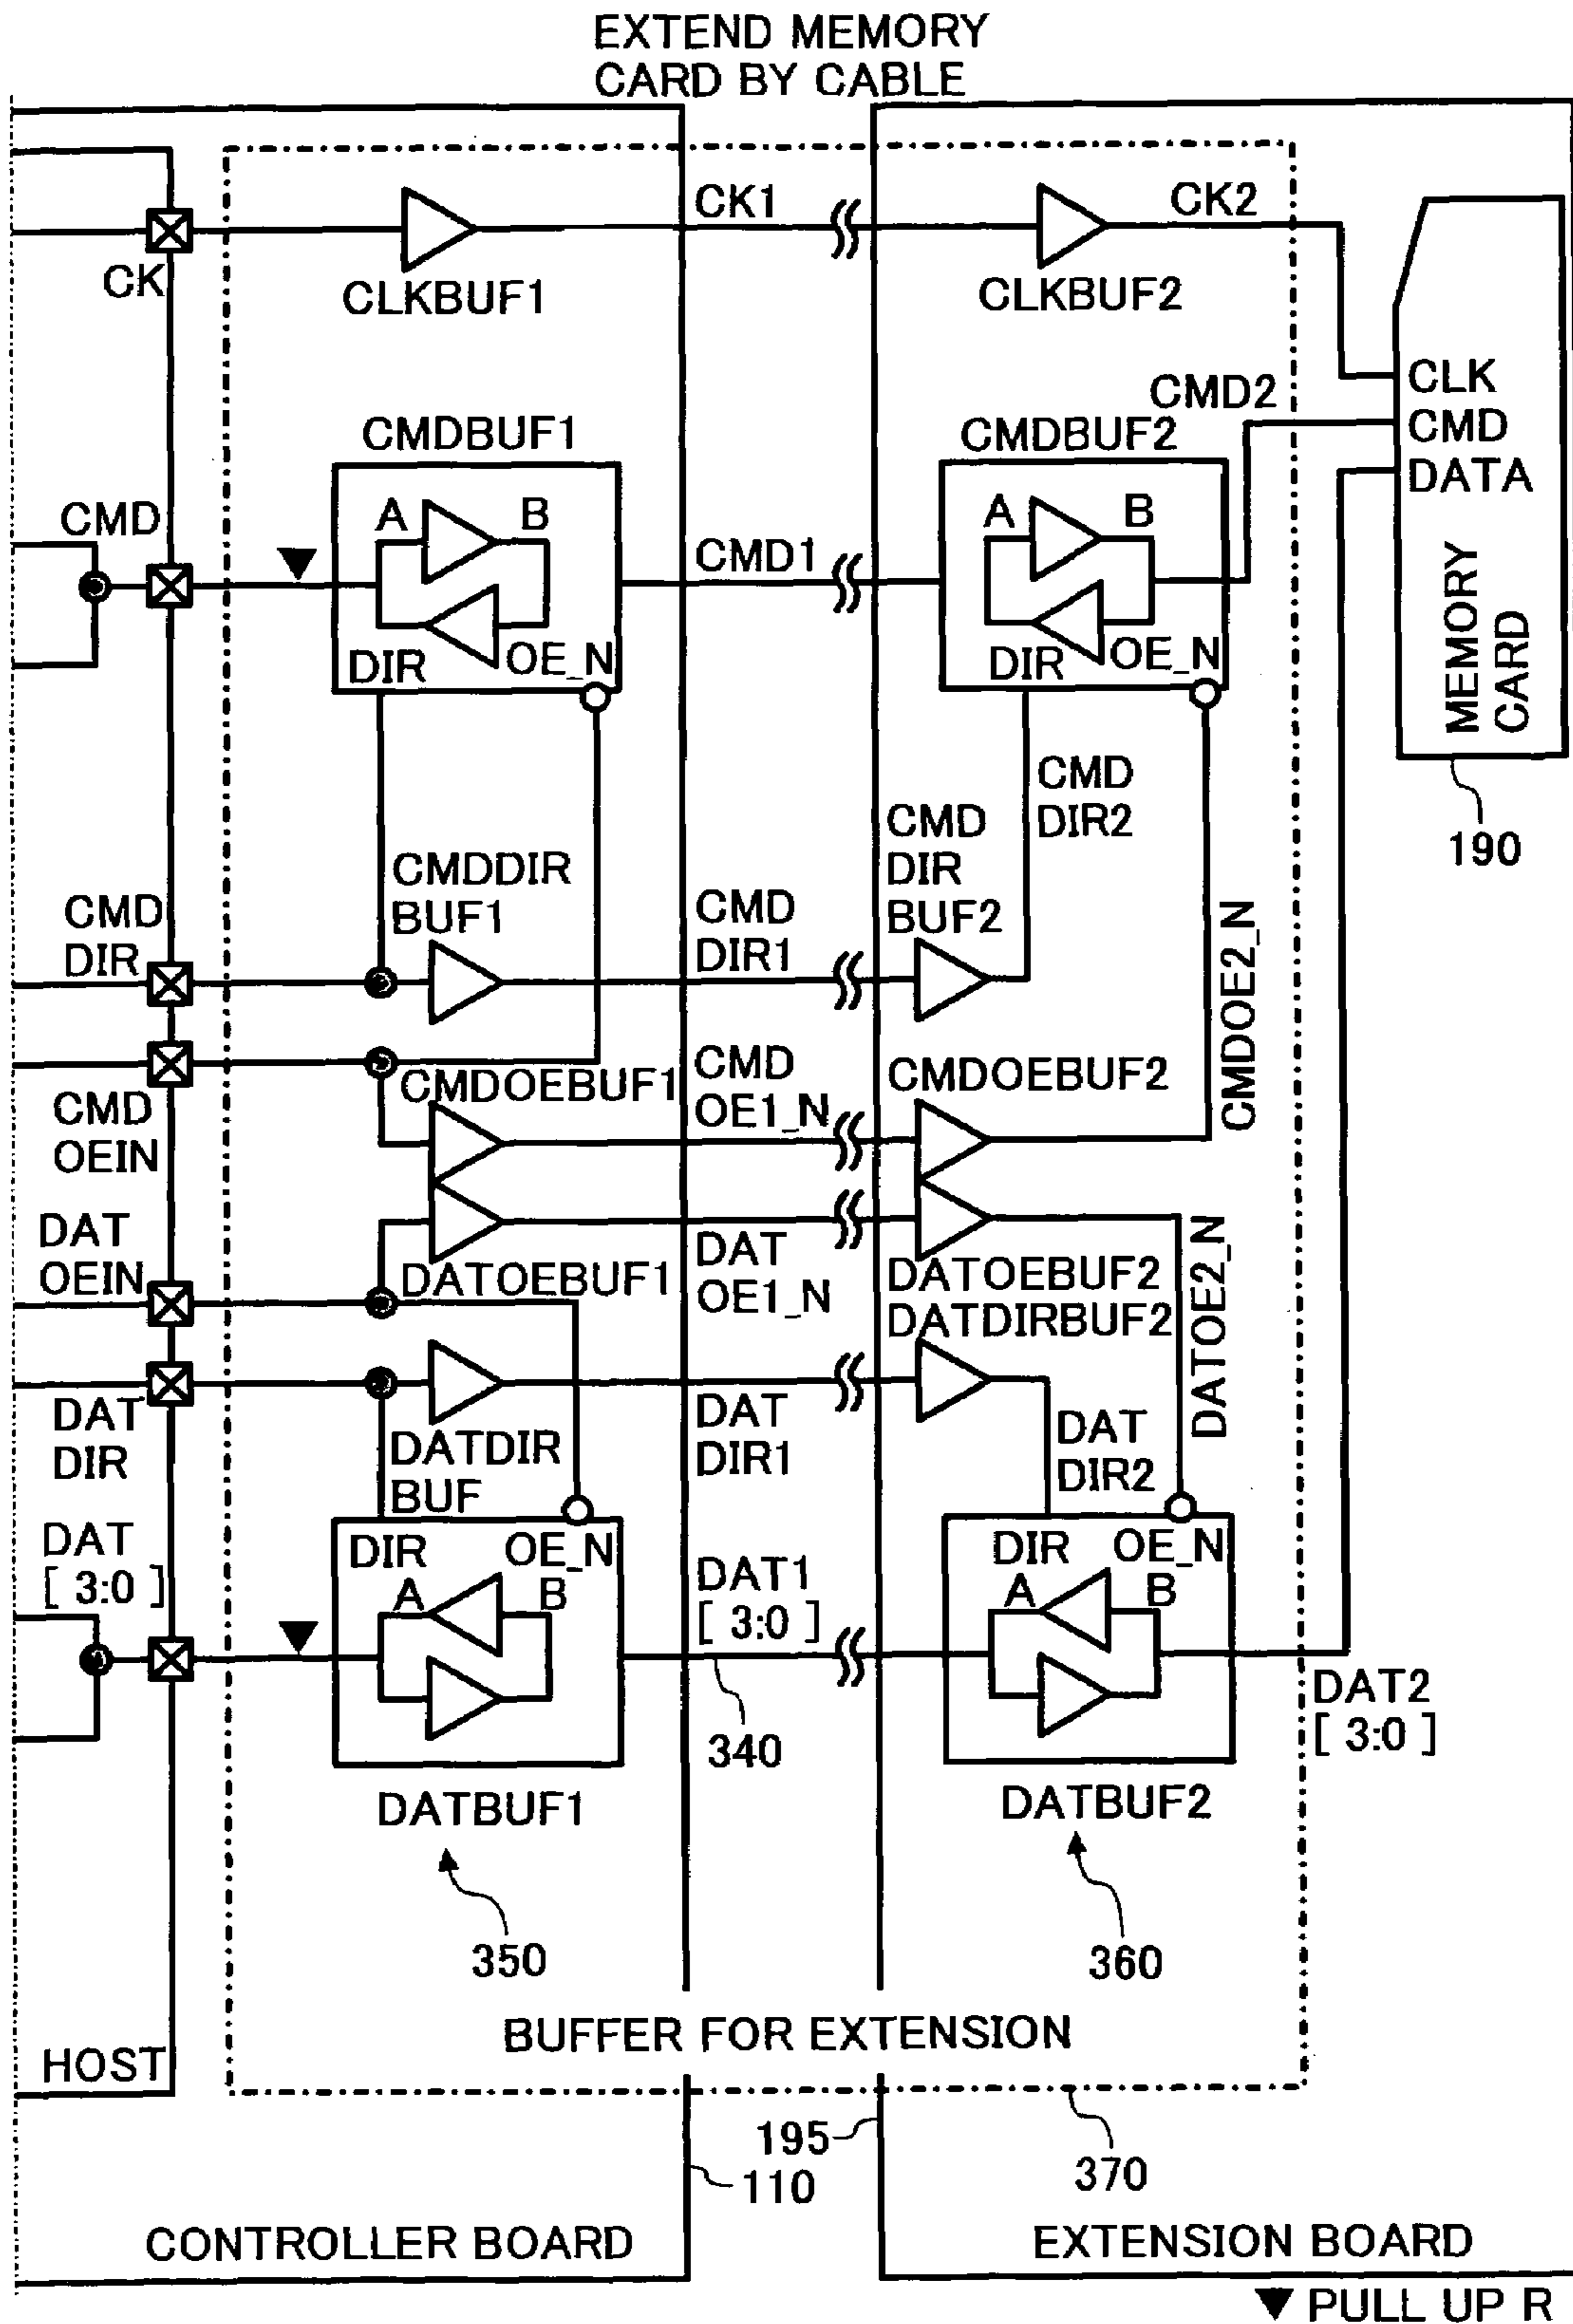 EXTEND MEMORY
CARD BY CABLE
CK1
CK2
CK
CLKBUF1
CLKBUF2
CLK
CMD
DATA
MEMORY
CARD
190
CMD2
CMDBUF1
CMDBUF2
CMD
A
B
DIR
OE_N
CMD1
A
B
DIR
OE_N
CMD
DIR2
CMD
DIR
CMDDIR
BUF1
CMD
DIR1
CMD
DIR
BUF2
CMDOE2_N
CMD
OEIN
CMDOEBUF1
CMD
OE1_N
CMDOEBUF2
DAT
OEIN
DATOEBUF1
DAT
OE1_N
DATOEBUF2
DATDIRBUF2
DATOE2_N
DAT
DIR
DATDIR
BUF
DAT
DIR1
DAT
DIR2
DAT
[ 3:0 ]
DIR
OE_N
A
B
DAT1
[ 3:0 ]
340
DIR
OE_N
A
B
DAT2
[ 3:0 ]
DATBUF1
DATBUF2
350
360
BUFFER FOR EXTENSION
HOST
195
110
370
CONTROLLER BOARD
EXTENSION BOARD
▼ PULL UP R